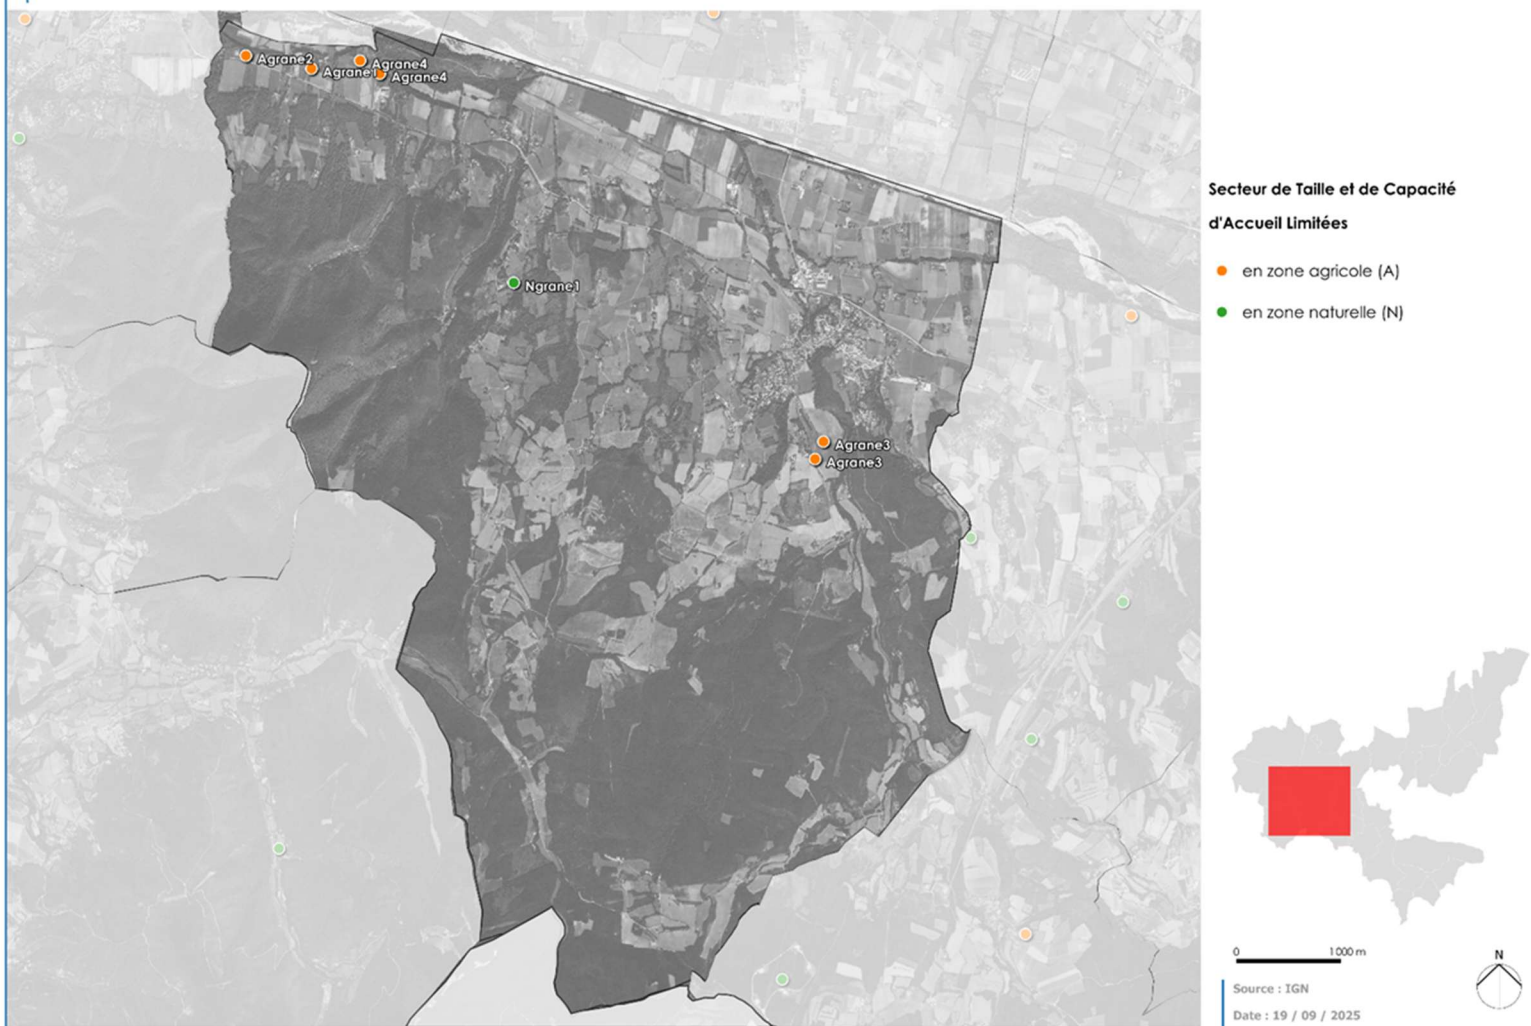 Agrane2
Agrane1
Agrane4
Agrane4
Ngrane1
Agrane3
Agrane3
Secteur de Taille et de Capacité
d'Accueil Limitées
en zone agricole (A)
en zone naturelle (N)
0 1000 m
N
Source : IGN
Date : 19 / 09 / 2025